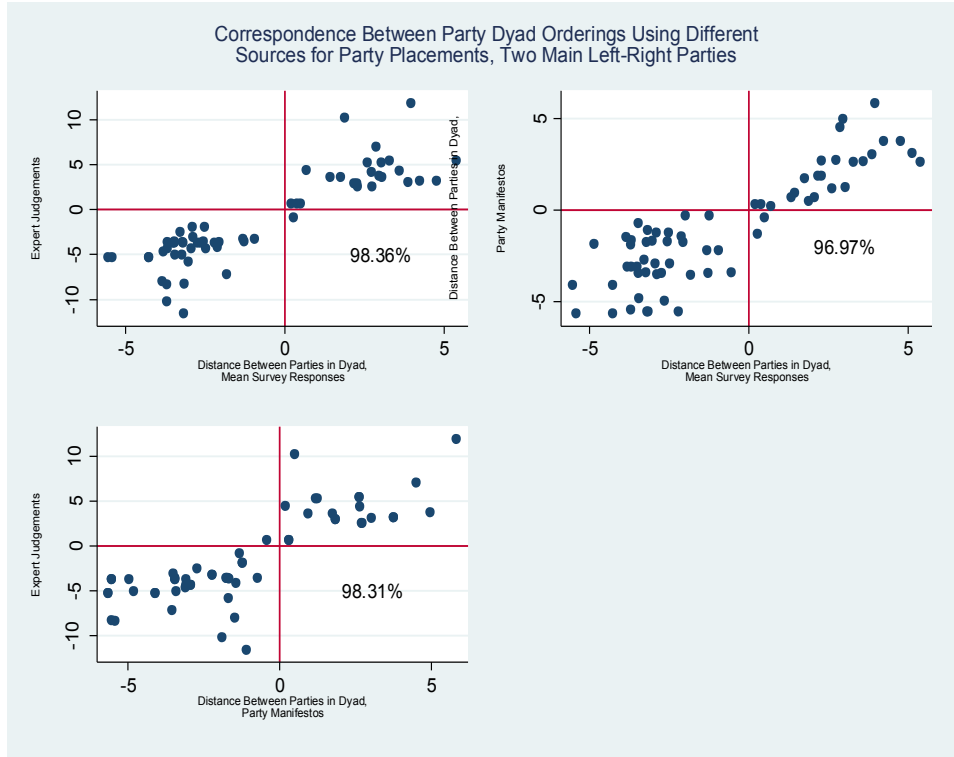 Correspondence Between Party Dyad Orderings Using Different
Sources for Party Placements, Two Main Left-Right Parties
Expert Judgements
10
5
0
-5
-10
98.36%
-5
0
5
Distance Between Parties in Dyad,
Mean Survey Responses
Distance Between Parties in Dyad,
Party Manifestos
5
0
-5
96.97%
-5
0
5
Distance Between Parties in Dyad,
Mean Survey Responses
Expert Judgements
10
5
0
-5
-10
98.31%
-5
0
5
Distance Between Parties in Dyad,
Party Manifestos